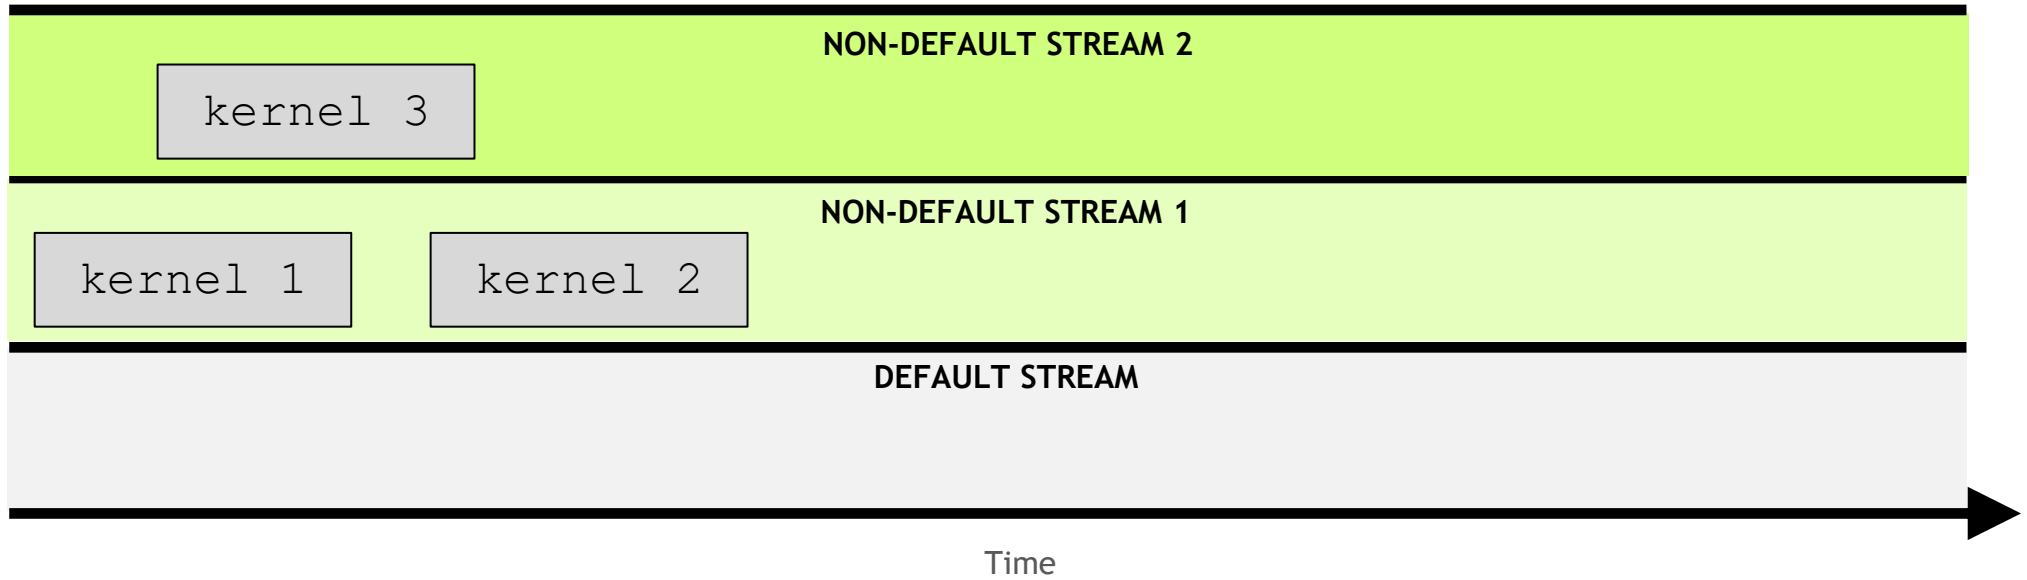 NON-DEFAULT STREAM 2
kernel 3
NON-DEFAULT STREAM 1
kernel 1
kernel 2
DEFAULT STREAM
Time